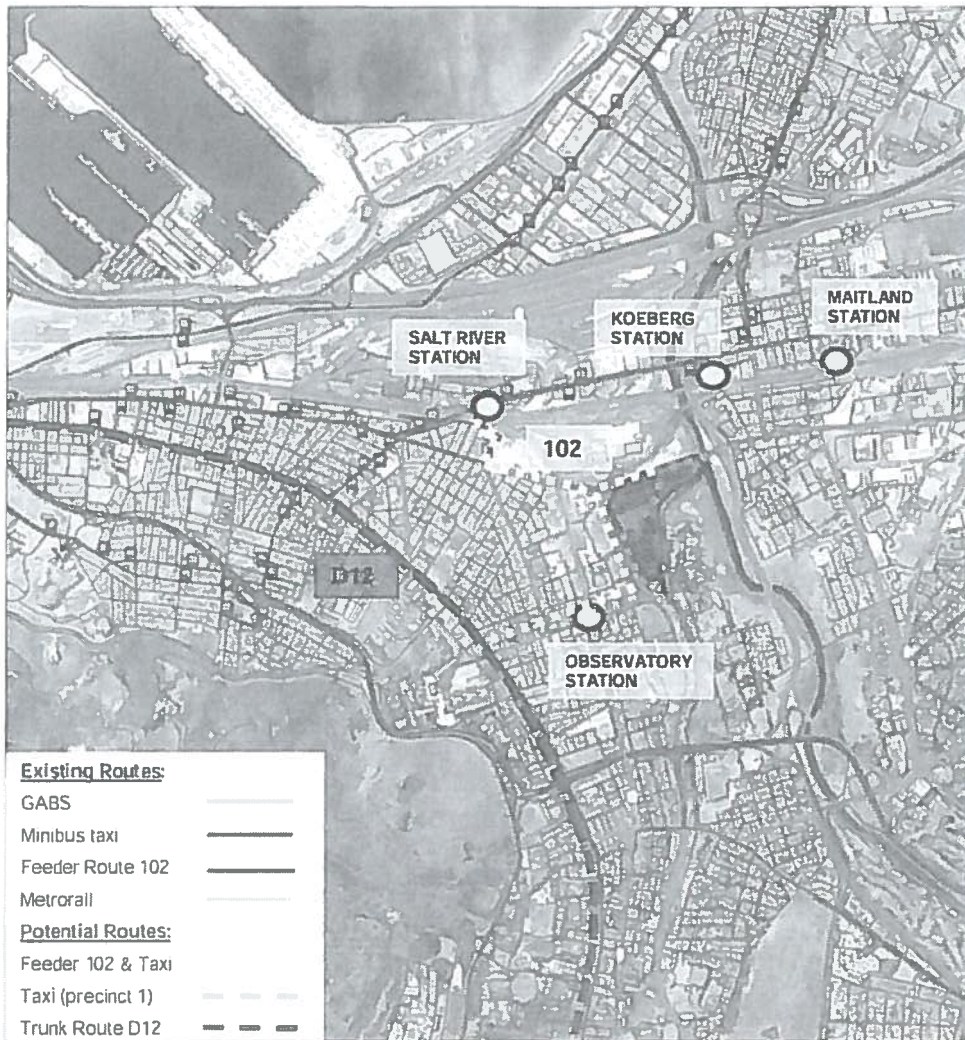 SALT RIVER
STATION
KOEBERG
STATION
MAITLAND
STATION
102
D12
OBSERVATORY
STATION
Existing Routes:
GABS
Minibus taxi
Feeder Route 102
Metrorail
Potential Routes:
Feeder 102 & Taxi
Taxi (precinct 1)
Trunk Route D12